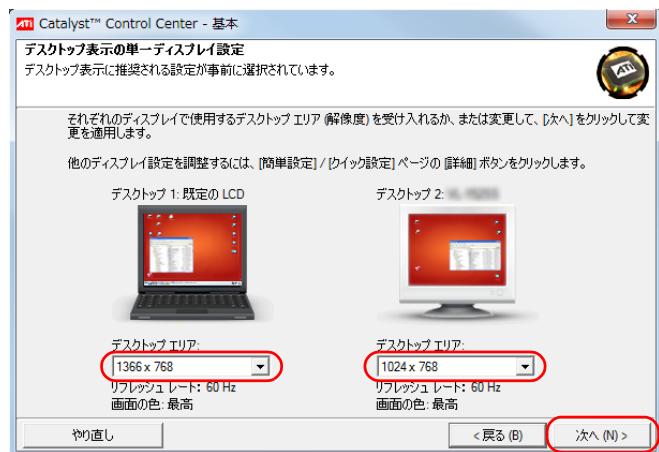 ATI Catalyst™ Control Center - 基本
デスクトップ表示の単一ディスプレイ設定
デスクトップ表示に推奨される設定が事前に選択されています。
ATI
それぞれのディスプレイで使用するデスクトップ エリア (解像度) を受け入れるか、または変更して、[次へ] をクリックして変
更を適用します。
他のディスプレイ設定を調整するには、[簡単設定] / [クイック設定] ページの [詳細] ボタンをクリックします。
デスクトップ 1: 既定の LCD
デスクトップ 2:
デスクトップ エリア:
デスクトップ エリア:
1366 x 768
1024 x 768
リフレッシュ レート: 60 Hz
リフレッシュ レート: 60 Hz
画面の色: 最高
画面の色: 最高
やり直し
< 戻る (B)
次へ (N) >